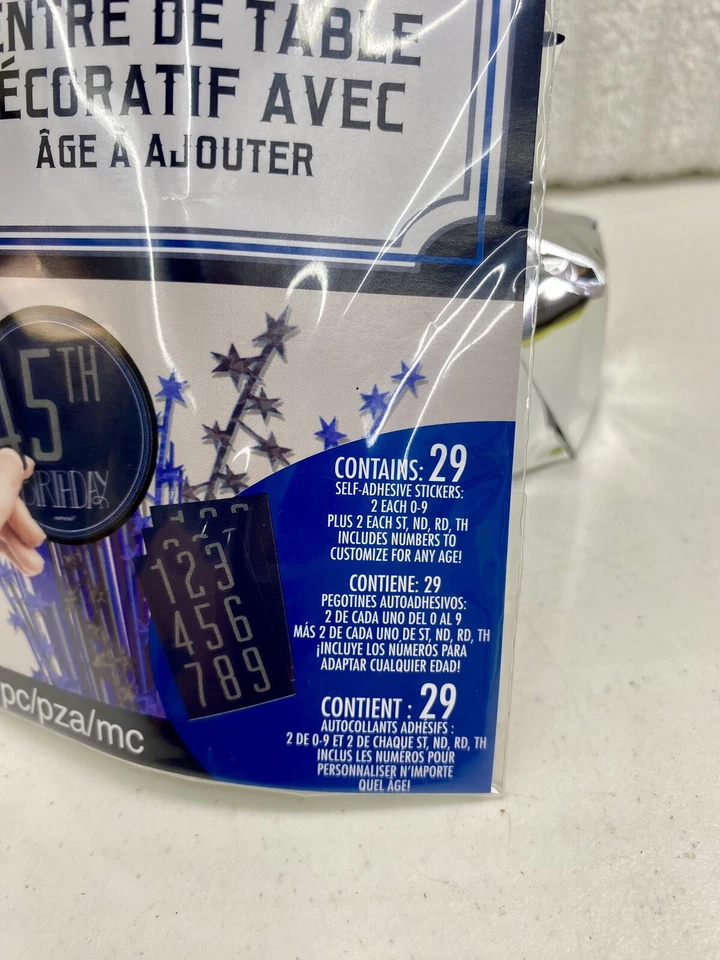 ENTRE DE TABLE
ÉCORATIF AVEC
ÂGE À AJOUTER
45TH
BIRTHDAY
123
456
789
pc/pza/mc
CONTAINS: 29
SELF-ADHESIVE STICKERS:
2 EACH 0-9
PLUS 2 EACH ST, ND, RD, TH
INCLUDES NUMBERS TO
CUSTOMIZE FOR ANY AGE!
CONTIENE: 29
PEGOTINES AUTOADHESIVOS:
2 DE CADA UNO DEL 0 AL 9
MÁS 2 DE CADA UNO DE ST, ND, RD, TH
¡INCLUYE LOS NÚMEROS PARA
ADAPTAR CUALQUIER EDAD!
CONTIENT : 29
AUTOCOLLANTS ADHÉSIFS :
2 DE 0-9 ET 2 DE CHAQUE ST, ND, RD, TH
INCLUS LES NUMÉROS POUR
PERSONNALISER N'IMPORTE
QUEL ÂGE!